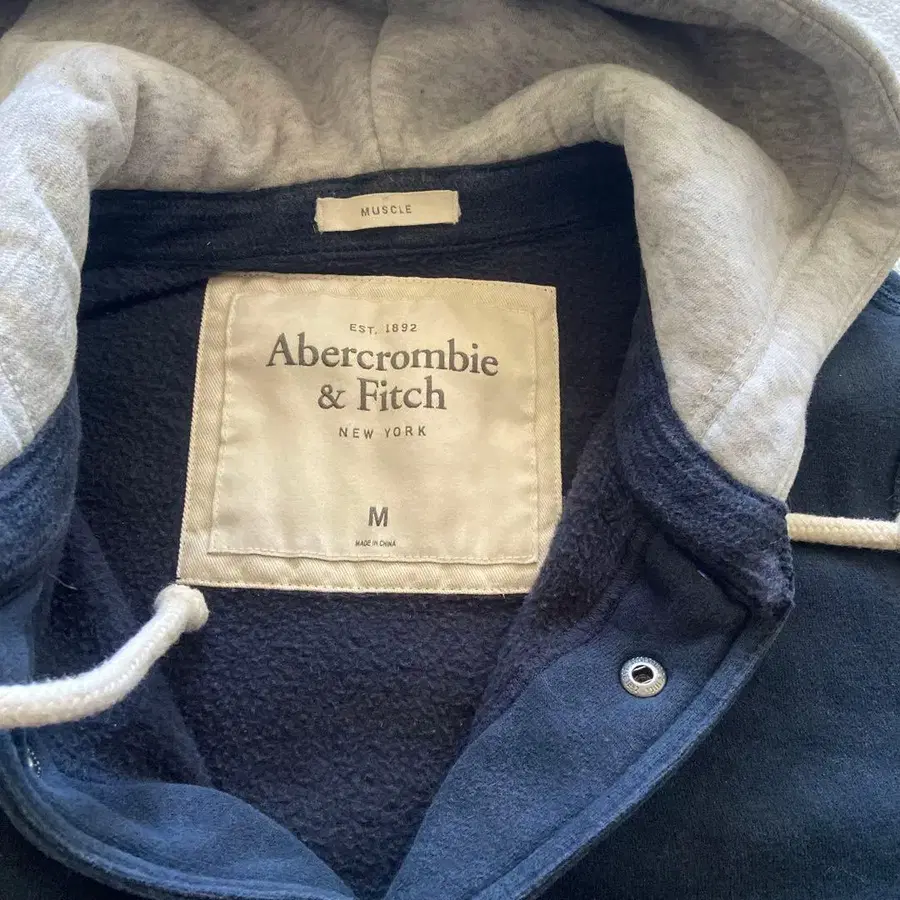 MUSCLE
EST. 1892
Abercrombie
& Fitch
NEW YORK
M
MADE IN CHINA